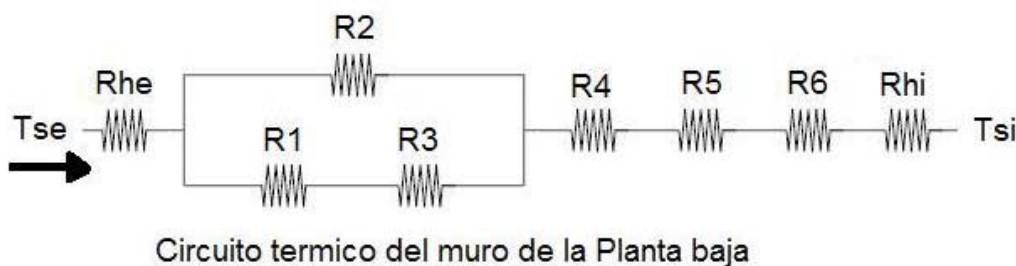 R2
Rhe
R4 R5 R6 Rhi
Tse
R1 R3
Tsi
Circuito termico del muro de la Planta baja